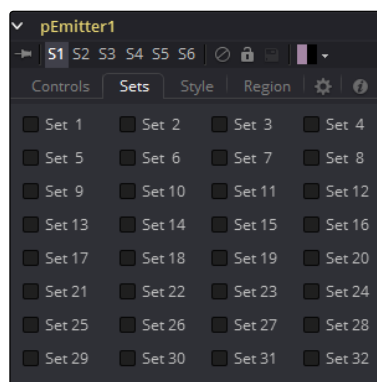 pEmitter1
S1 S2 S3 S4 S5 S6
Controls Sets Style Region
Set 1 Set 2 Set 3 Set 4
Set 5 Set 6 Set 7 Set 8
Set 9 Set 10 Set 11 Set 12
Set 13 Set 14 Set 15 Set 16
Set 17 Set 18 Set 19 Set 20
Set 21 Set 22 Set 23 Set 24
Set 25 Set 26 Set 27 Set 28
Set 29 Set 30 Set 31 Set 32